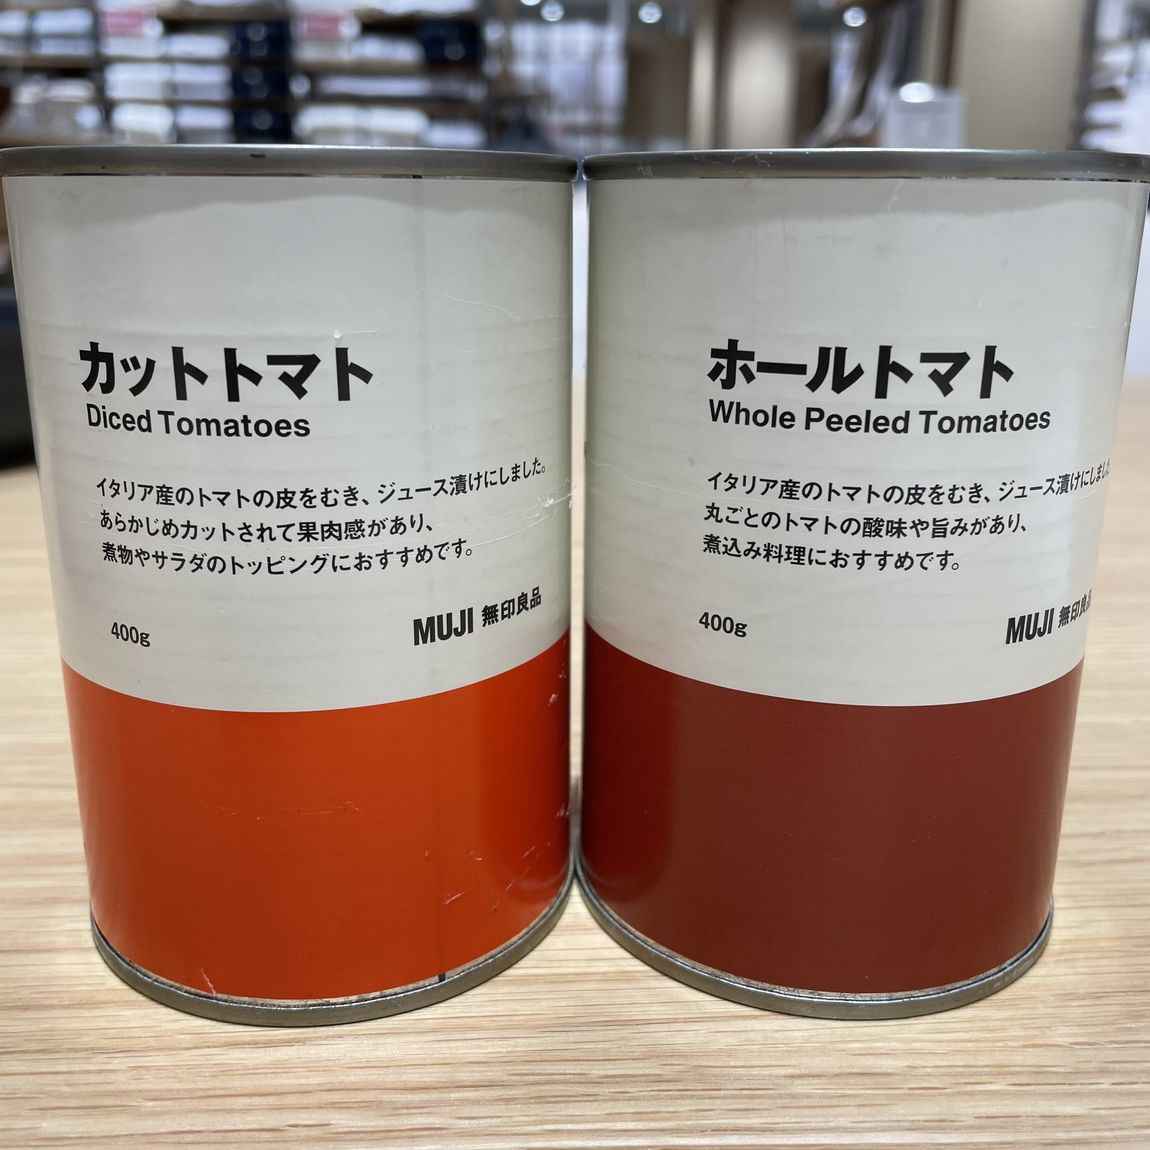 カットトマト
Diced Tomatoes
イタリア産のトマトの皮をむき、ジュース漬けにしました。
あらかじめカットされて果肉感があり、
煮物やサラダのトッピングにおすすめです。
400g
MUJI 無印良品
ホールトマト
Whole Peeled Tomatoes
イタリア産のトマトの皮をむき、ジュース漬けにしました。
丸ごとのトマトの酸味や旨みがあり、
煮込み料理におすすめです。
400g
MUJI 無印良品